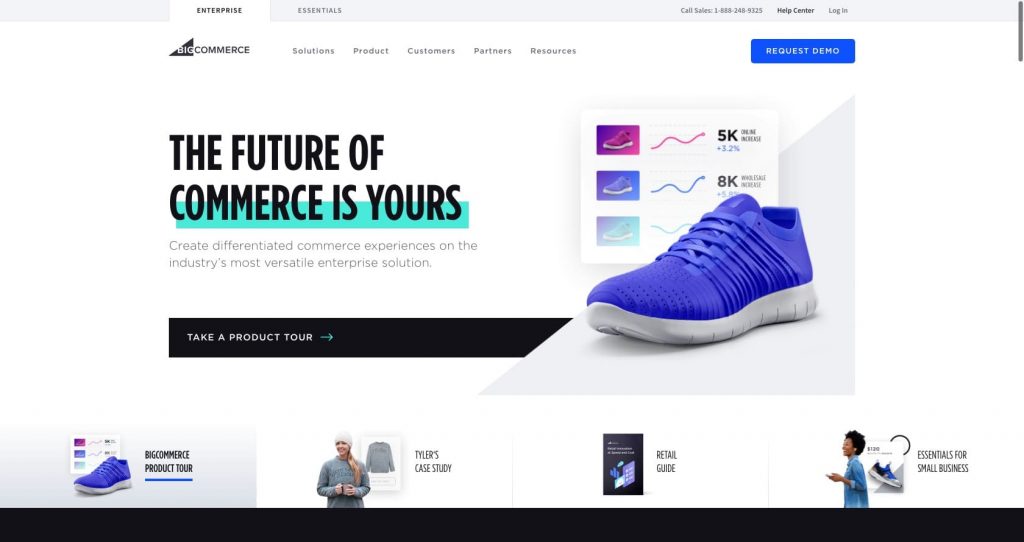 ENTERPRISE
ESSENTIALS
Call Sales: 1-888-248-9325
Help Center
Log In
BIGCOMMERCE
Solutions
Product
Customers
Partners
Resources
REQUEST DEMO
THE FUTURE OF
COMMERCE IS YOURS
Create differentiated commerce experiences on the
industry's most versatile enterprise solution.
TAKE A PRODUCT TOUR →
5K ONLINE
INCREASE
+3.2%
8K WHOLESALE
INCREASE
+5.8%
BIGCOMMERCE
PRODUCT TOUR
5K
8K
TYLER'S
CASE STUDY
RETAIL
GUIDE
$120
ESSENTIALS FOR
SMALL BUSINESS